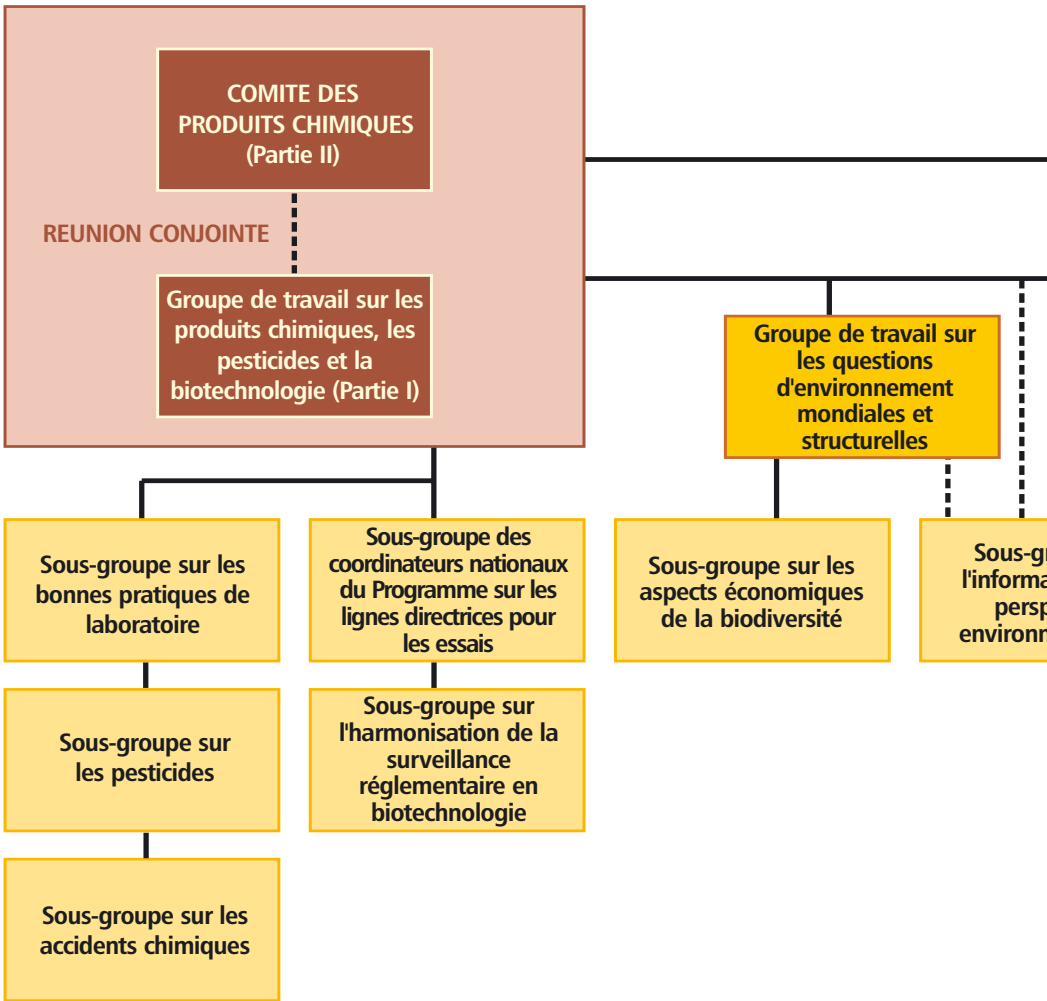 COMITE DES
PRODUITS CHIMIQUES
(Partie II)
REUNION CONJOINTE
Groupe de travail sur les
produits chimiques, les
pesticides et la
biotechnologie (Partie I)
Groupe de travail sur
les questions
d'environnement
mondiales et
structurelles
Sous-groupe sur les
bonnes pratiques de
laboratoire
Sous-groupe des
coordinateurs nationaux
du Programme sur les
lignes directrices pour
les essais
Sous-groupe sur les
aspects économiques
de la biodiversité
Sous-groupe sur
les pesticides
Sous-groupe sur
l'harmonisation de la
surveillance
réglementaire en
biotechnologie
Sous-groupe sur les
accidents chimiques